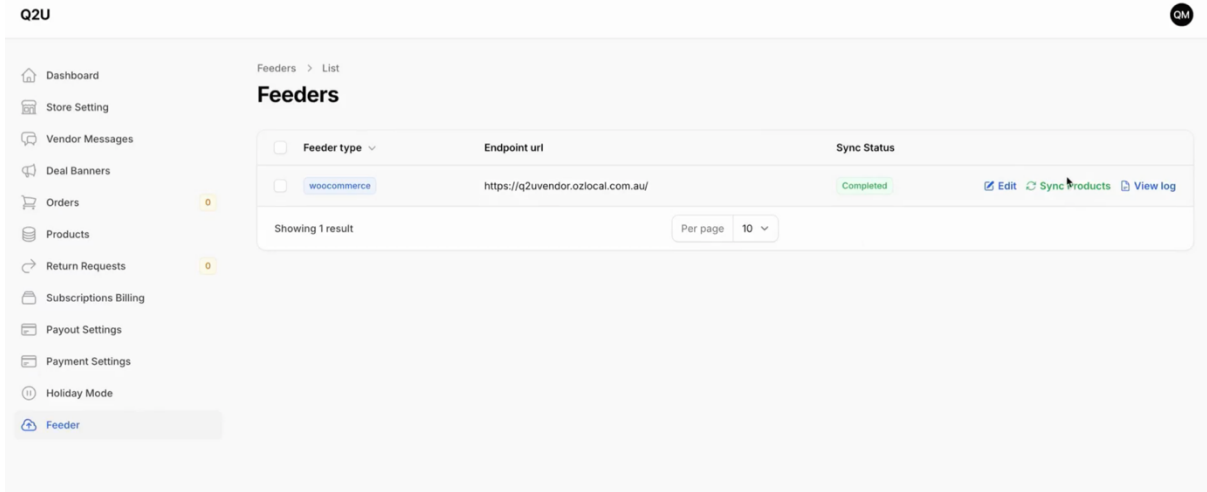 Q2U
QM
Dashboard
Store Setting
Vendor Messages
Deal Banners
Orders 0
Products
Return Requests 0
Subscriptions Billing
Payout Settings
Payment Settings
Holiday Mode
Feeder
Feeders > List
Feeders
Feeder type Endpoint url Sync Status
woocommerce https://q2uvendor.ozlocal.com.au/ Completed Edit Sync Products View log
Showing 1 result Per page 10